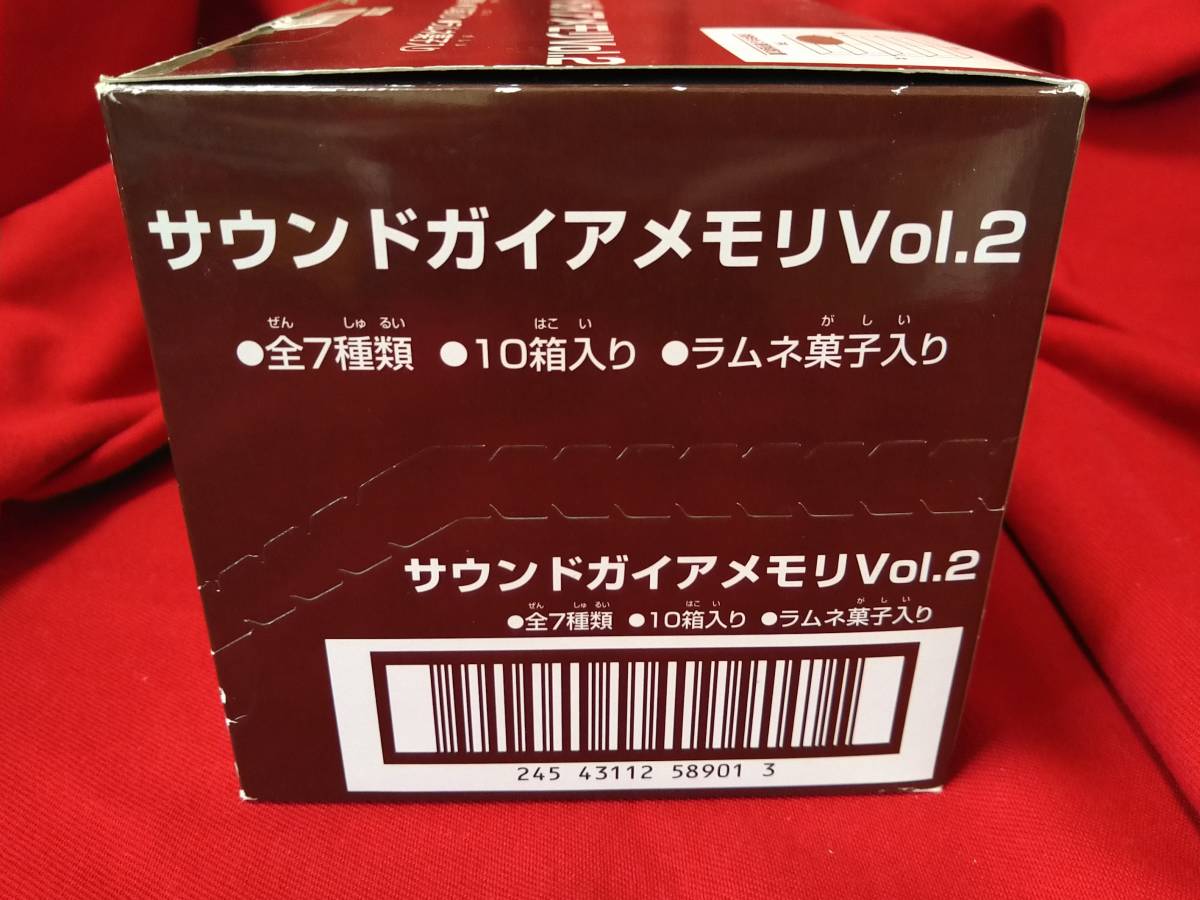 サウンドガイアメモリVol.2
ぜん しゅ るい はこ い が し い
●全7種類 ●10箱入り ●ラムネ菓子入り
サウンドガイアメモリVol.2
ぜん しゅ るい はこ い が し い
●全7種類 ●10箱入り ●ラムネ菓子入り
245 43112 58901 3